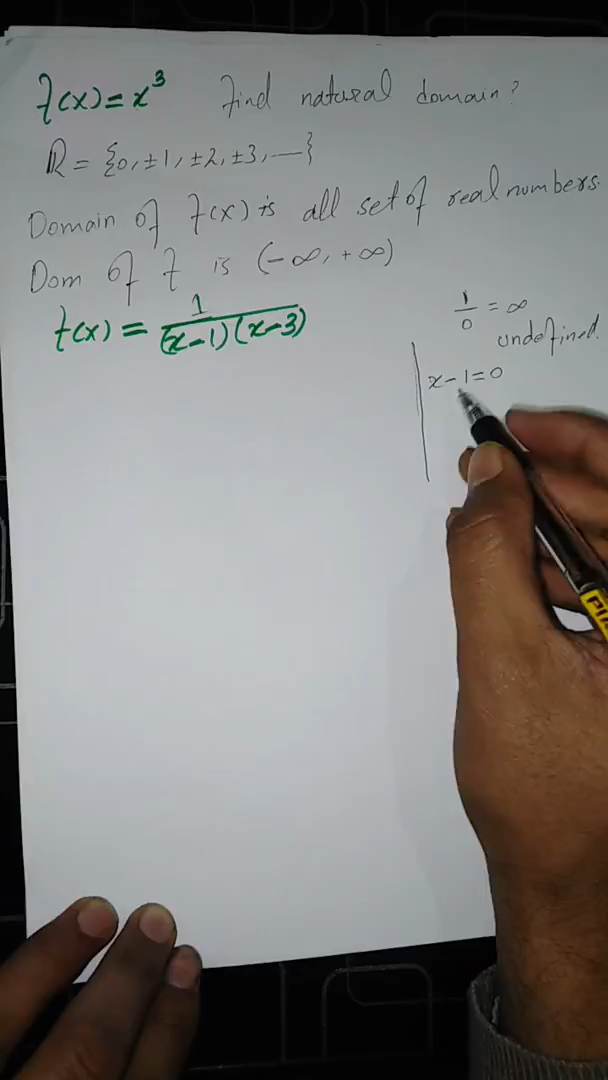 f(x) = x³ Find natural domain?
ℝ = {0, ±1, ±2, ±3, —}
Domain of f(x) is all set of real numbers.
Dom of f is (-∞, +∞)
f(x) = 1/((x-1)(x-3))
1/0 = ∞
undefined.
x-1=0